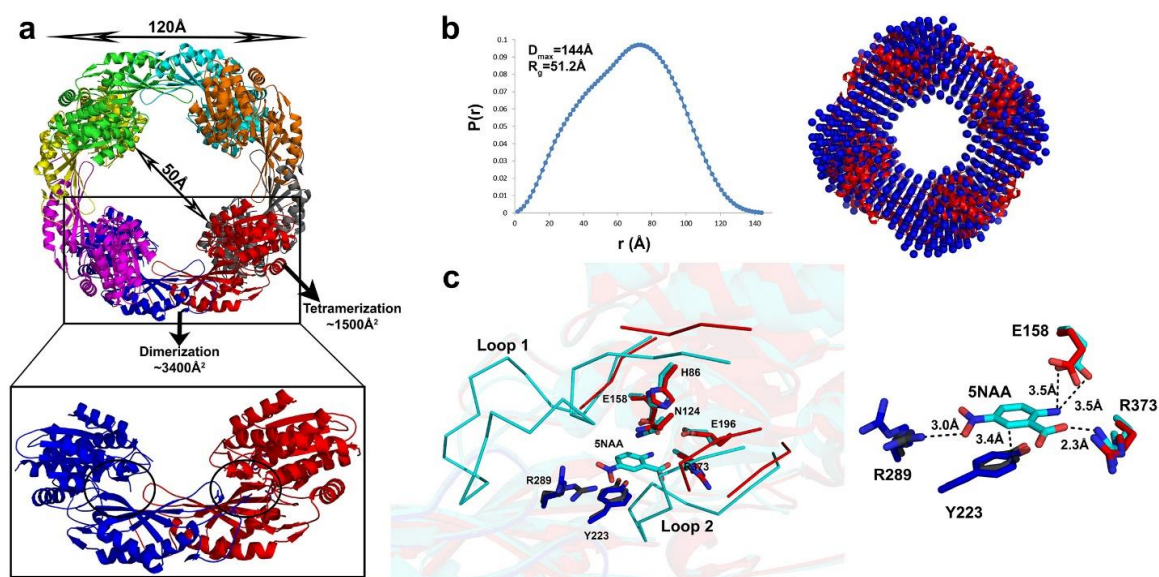 a
120Å
50Å
Tetramerization
~1500Å²
Dimerization
~3400Å²
b
0.1
0.09
0.08
0.07
0.06
0.05
0.04
0.03
0.02
0.01
0
P(r)
Dmax=144Å
Rg=51.2Å
0 20 40 60 80 100 120 140
r (Å)
c
Loop 1
H86
E158
N124
5NAA
E196
R373
R289
Y223
Loop 2
E158
5NAA
3.5Å
3.5Å
R373
3.0Å
3.4Å
2.3Å
R289
Y223